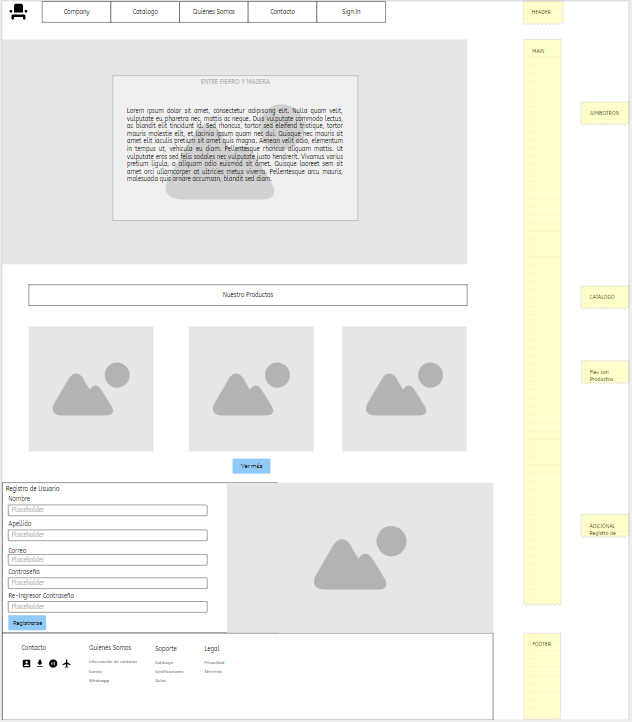 Company Catálogo Quiénes Somos Contacto Sign In
HEADER
MAIN
ENTRE FIERRO Y MADERA
Lorem ipsum dolor sit amet, consectetur adipiscing elit. Nulla quam velit,
vulputate eu pharetra nec, mattis ac neque. Duis vulputate commodo lectus,
ac blandit elit tincidunt id. Sed rhoncus, tortor sed eleifend tristique, tortor
mauris molestie elit, et lacinia ipsum quam nec dui. Quisque nec mauris sit
amet elit iaculis pretium sit amet quis magna. Aenean velit odio, elementum
in tempus ut, vehicula eu diam. Pellentesque rhoncus aliquam mattis. Ut
vulputate eros sed felis sodales nec vulputate justo hendrerit. Vivamus varius
pretium ligula, a aliquam odio euismod sit amet. Quisque laoreet sem sit
amet orci ullamcorper at ultricies metus viverra. Pellentesque arcu mauris,
malesuada quis ornare accumsan, blandit sed diam.
JUMBOTRON
Nuestro Productos
CATÁLOGO
Fila con
Productos
Ver más
Registro de Usuario
Nombre
Placeholder
Apellido
Placeholder
Correo
Placeholder
Contraseña
Placeholder
Re-Ingresar Contraseña
Placeholder
Registrarse
ADICIONAL
Registro de
Contacto Quiénes Somos Soporte Legal
Información de contacto Catálogo Privacidad
Correo Certificaciones Términos
Whatsapp Guías
FOOTER